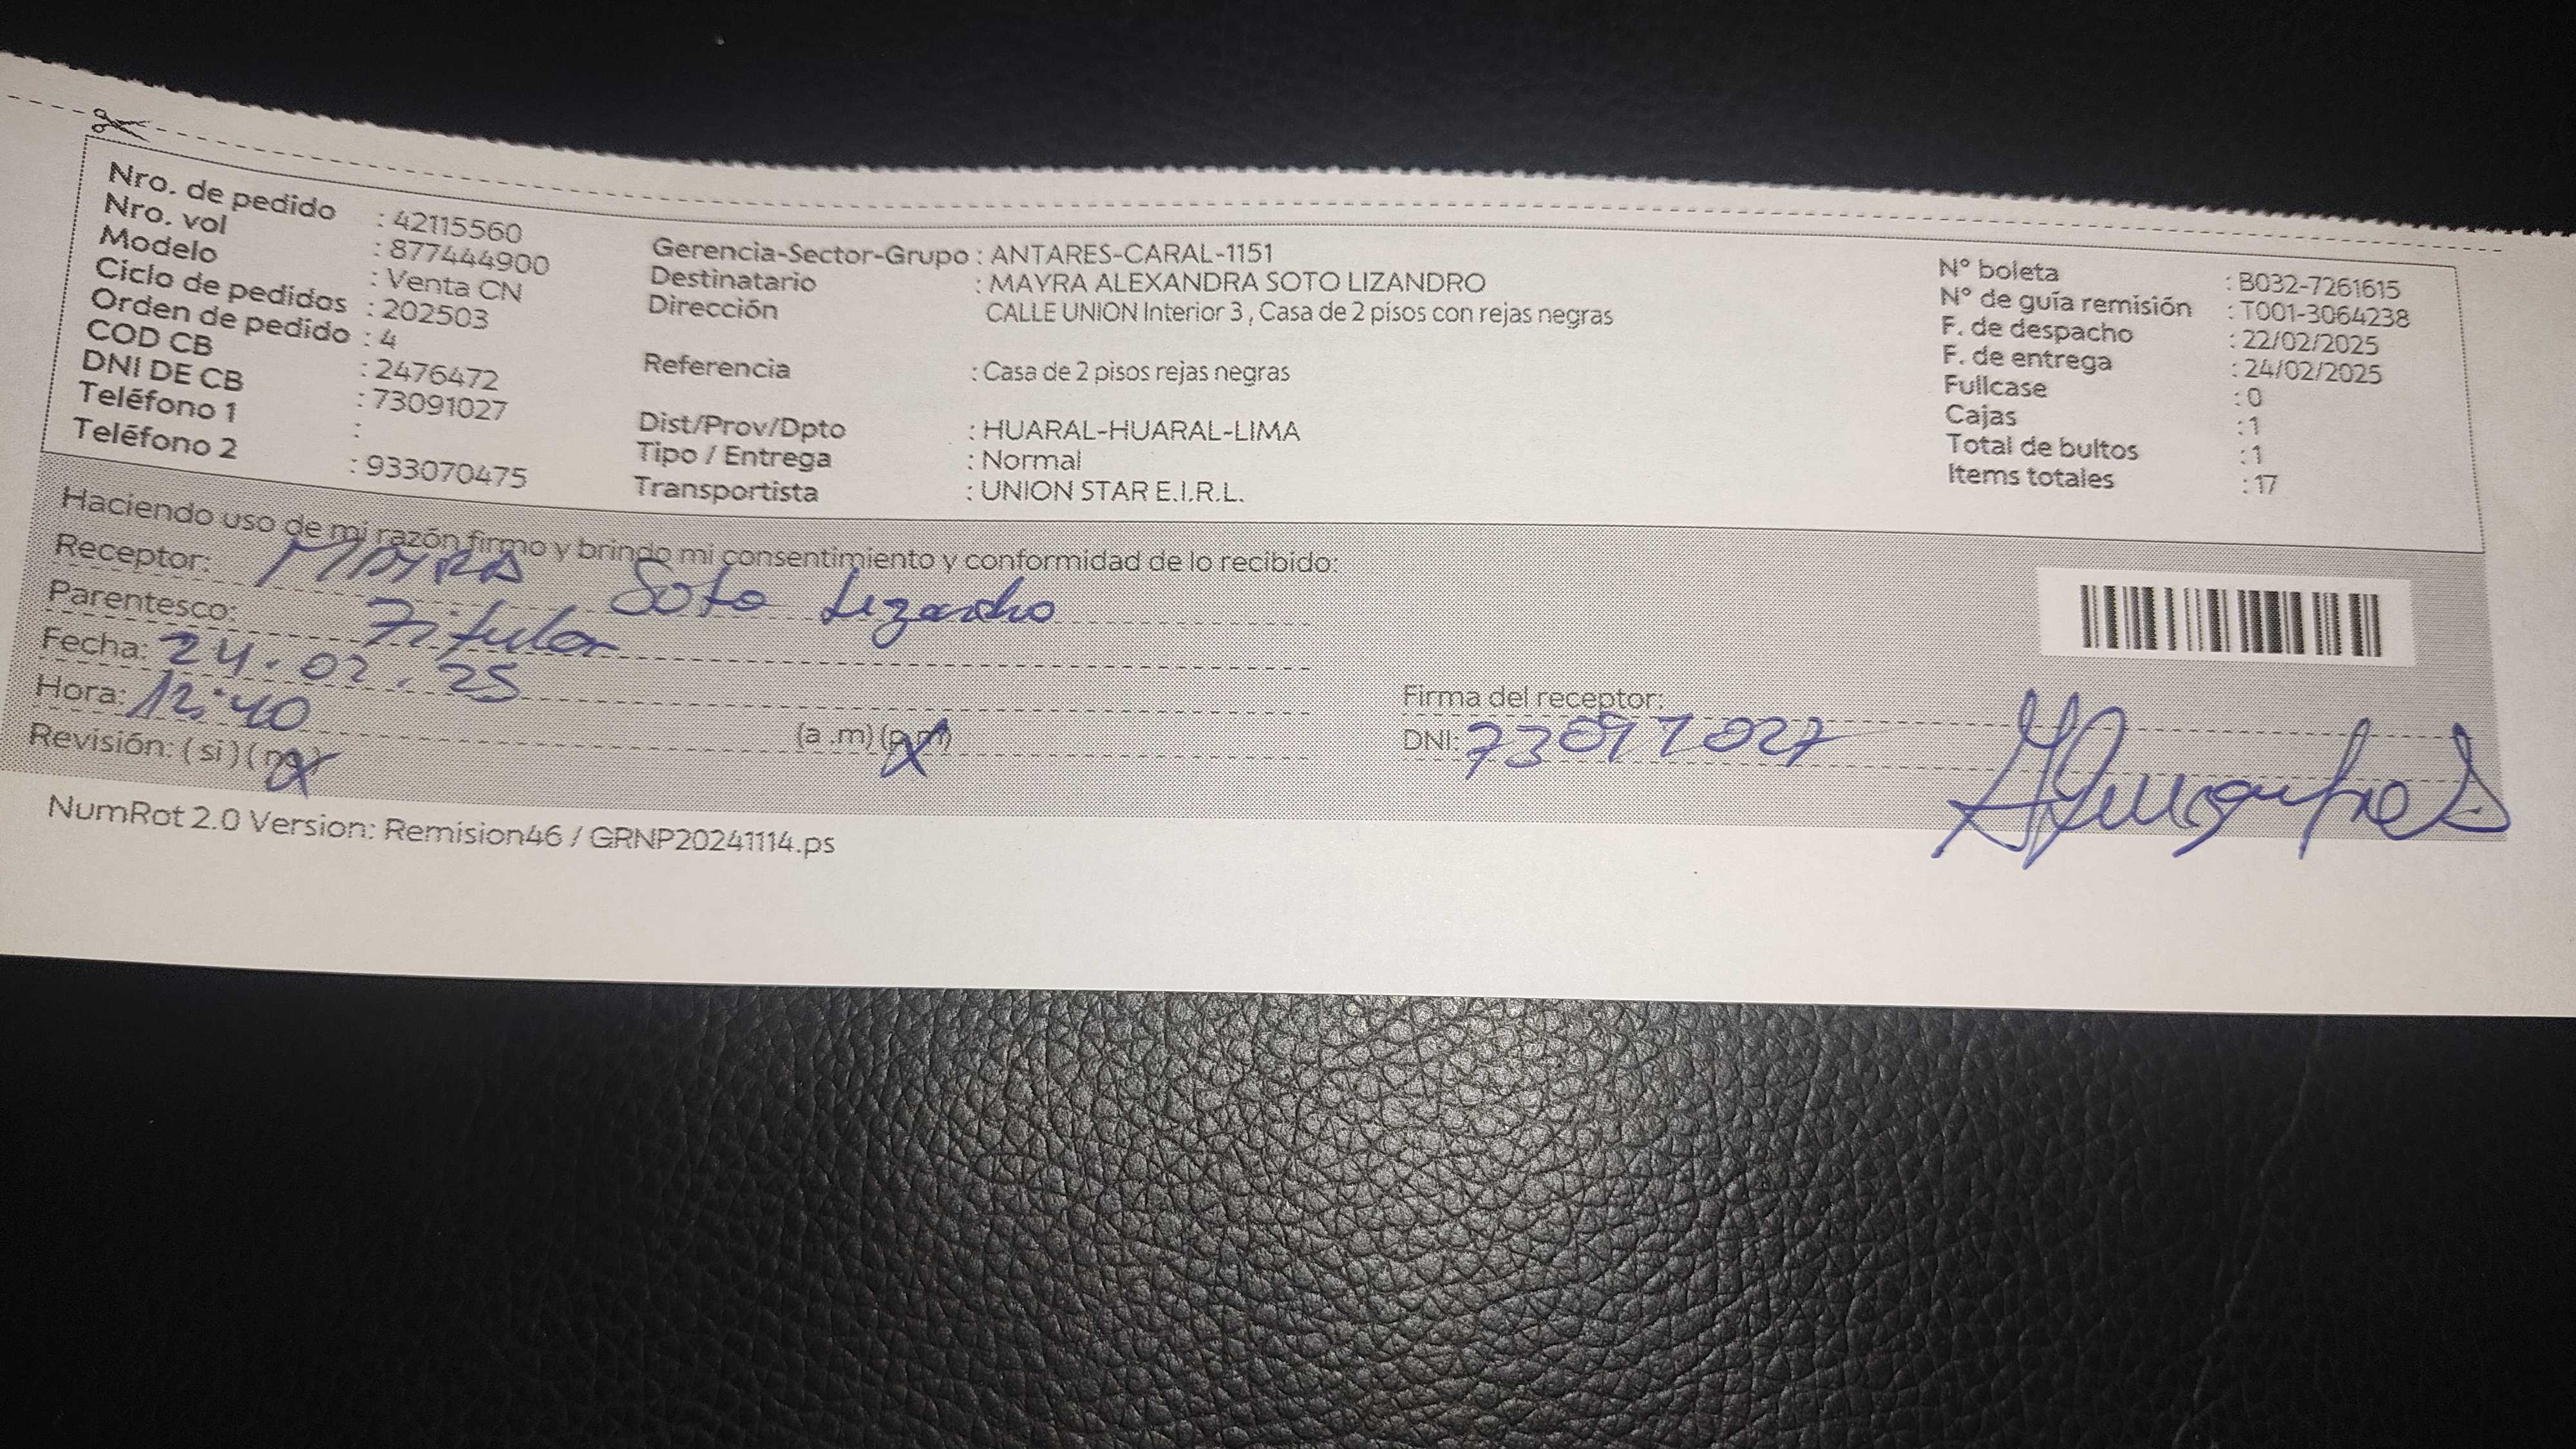 Nro. de pedido : 42115560
Nro. vol : 877444900
Modelo : Venta CN
Ciclo de pedidos : 202503
Orden de pedido : 4
COD CB : 2476472
DNI DE CB : 73091027
Teléfono 1 :
Teléfono 2 : 933070475
Gerencia-Sector-Grupo : ANTARES-CARAL-1151
Destinatario : MAYRA ALEXANDRA SOTO LIZANDRO
Dirección CALLE UNION Interior 3 , Casa de 2 pisos con rejas negras
Referencia : Casa de 2 pisos rejas negras
Dist/Prov/Dpto : HUARAL-HUARAL-LIMA
Tipo / Entrega : Normal
Transportista : UNION STAR E.I.R.L.
N° boleta : B032-7261615
N° de guía remisión : T001-3064238
F. de despacho : 22/02/2025
F. de entrega : 24/02/2025
Fullcase : 0
Cajas : 1
Total de bultos : 1
Items totales : 17
Haciendo uso de mi razón firmo y brindo mi consentimiento y conformidad de lo recibido:
Receptor: MAYRA Soto Lizandro
Parentesco: Titular
Fecha: 24.02.25
Hora: 12:40 (a .m) (p.m)
Revisión: ( si ) ( no )
Firma del receptor:
DNI: 73091027
NumRot 2.0 Version: Remision46 / GRNP20241114.ps